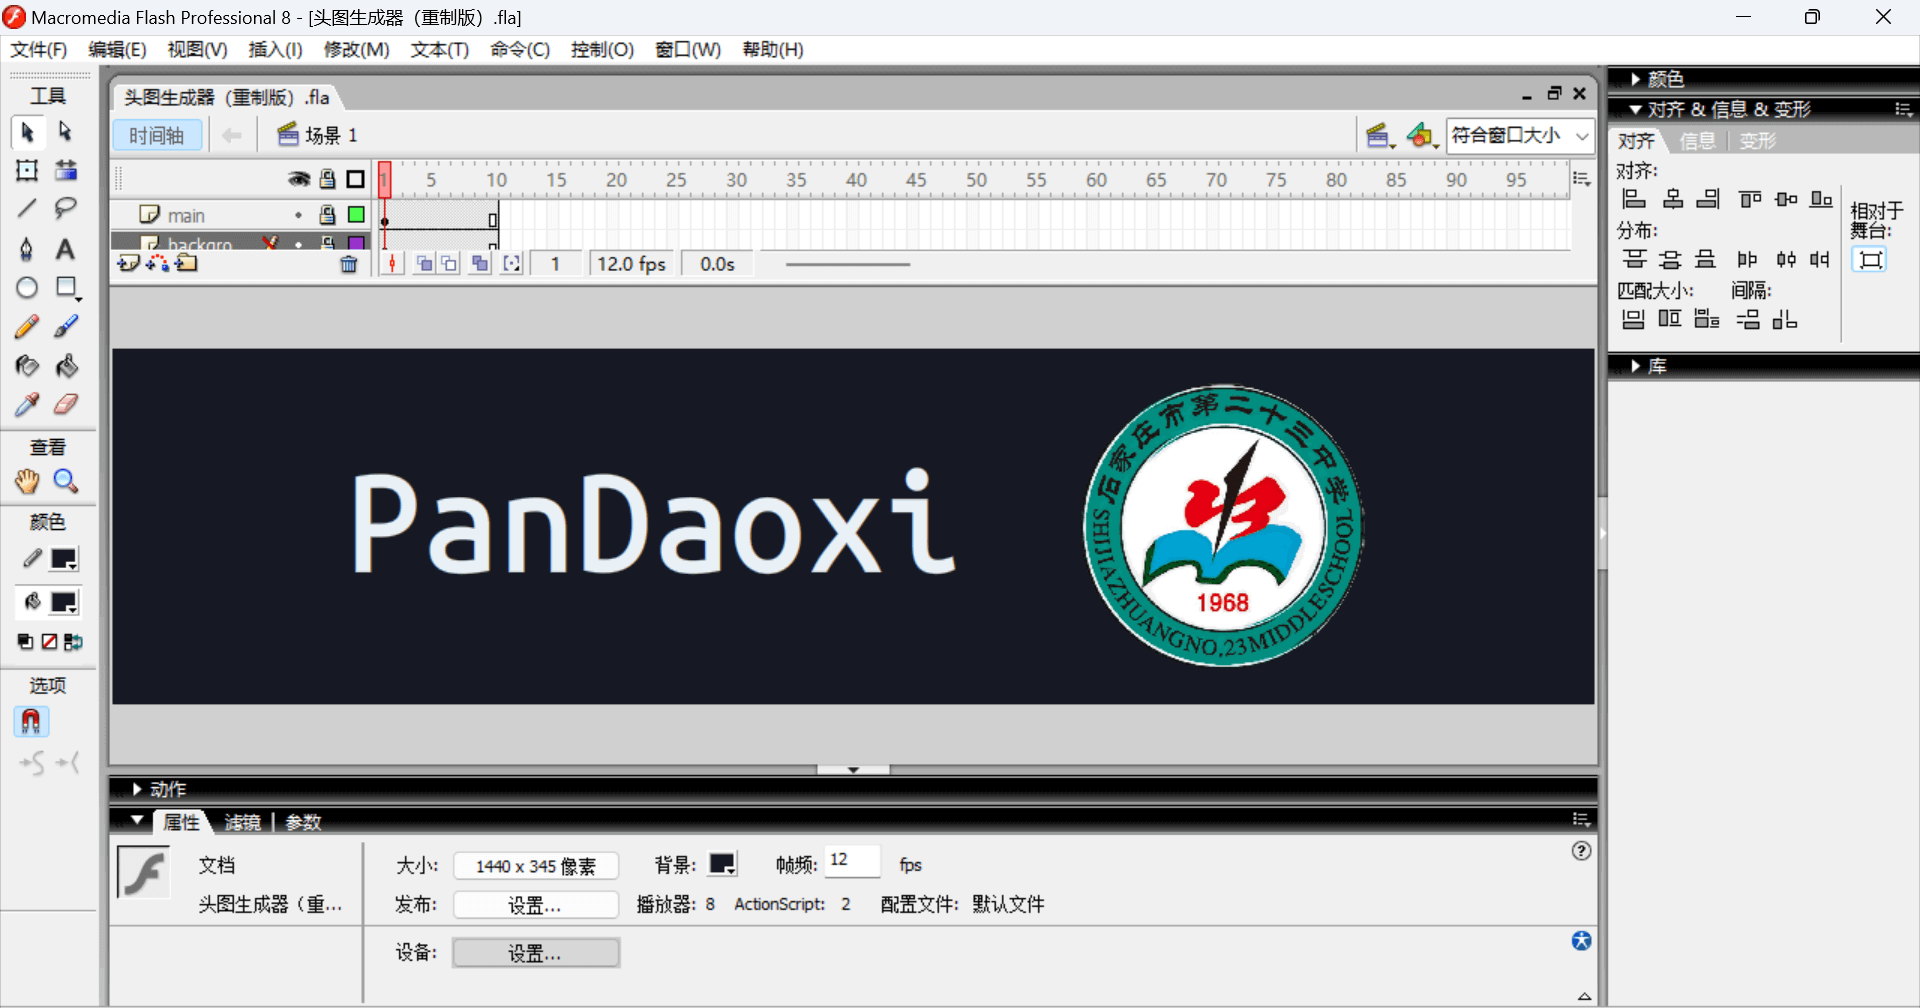 Macromedia Flash Professional 8 - [头图生成器（重制版）.fla]
文件(F) 编辑(E) 视图(V) 插入(I) 修改(M) 文本(T) 命令(C) 控制(O) 窗口(W) 帮助(H)
工具
头图生成器（重制版）.fla
时间轴 场景 1 符合窗口大小
1 5 10 15 20 25 30 35 40 45 50 55 60 65 70 75 80 85 90 95
main
backgro
1 12.0 fps 0.0s
查看
颜色
选项
PanDaoxi
石家庄市第二十三中学
1968
SHIJIAZHUANGNO,23MIDDLESCHOOL
动作
属性 滤镜 参数
文档
头图生成器（重...
大小: 1440 x 345 像素 背景: 帧频: 12 fps
发布: 设置... 播放器: 8 ActionScript: 2 配置文件: 默认文件
设备: 设置...
颜色
对齐 & 信息 & 变形
对齐 信息 变形
对齐:
相对于
舞台:
分布:
匹配大小: 间隔:
库